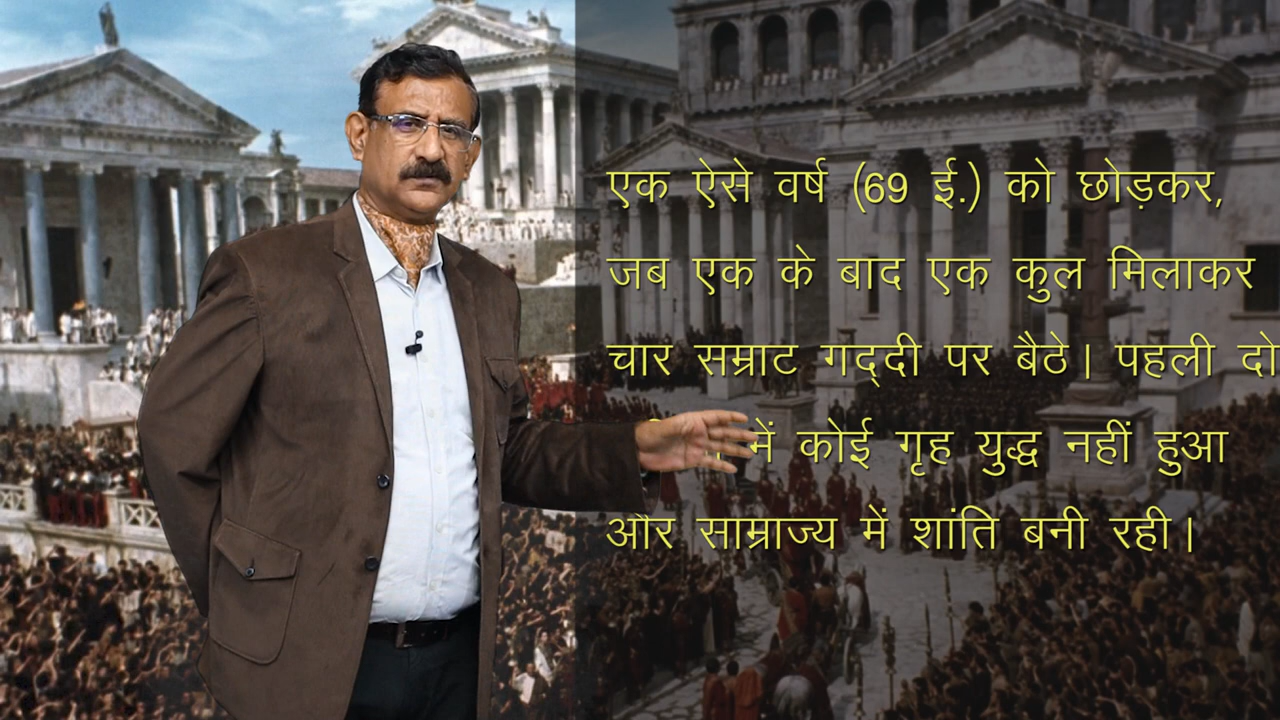 एक ऐसे वर्ष (69 ई.) को छोड़कर,
जब एक के बाद एक कुल मिलाकर
चार सम्राट गद्दी पर बैठे। पहली दो
में कोई गृह युद्ध नहीं हुआ
और साम्राज्य में शांति बनी रही।